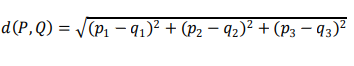 d(P, Q) = √(p₁ − q₁)² + (p₂ − q₂)² + (p₃ − q₃)²